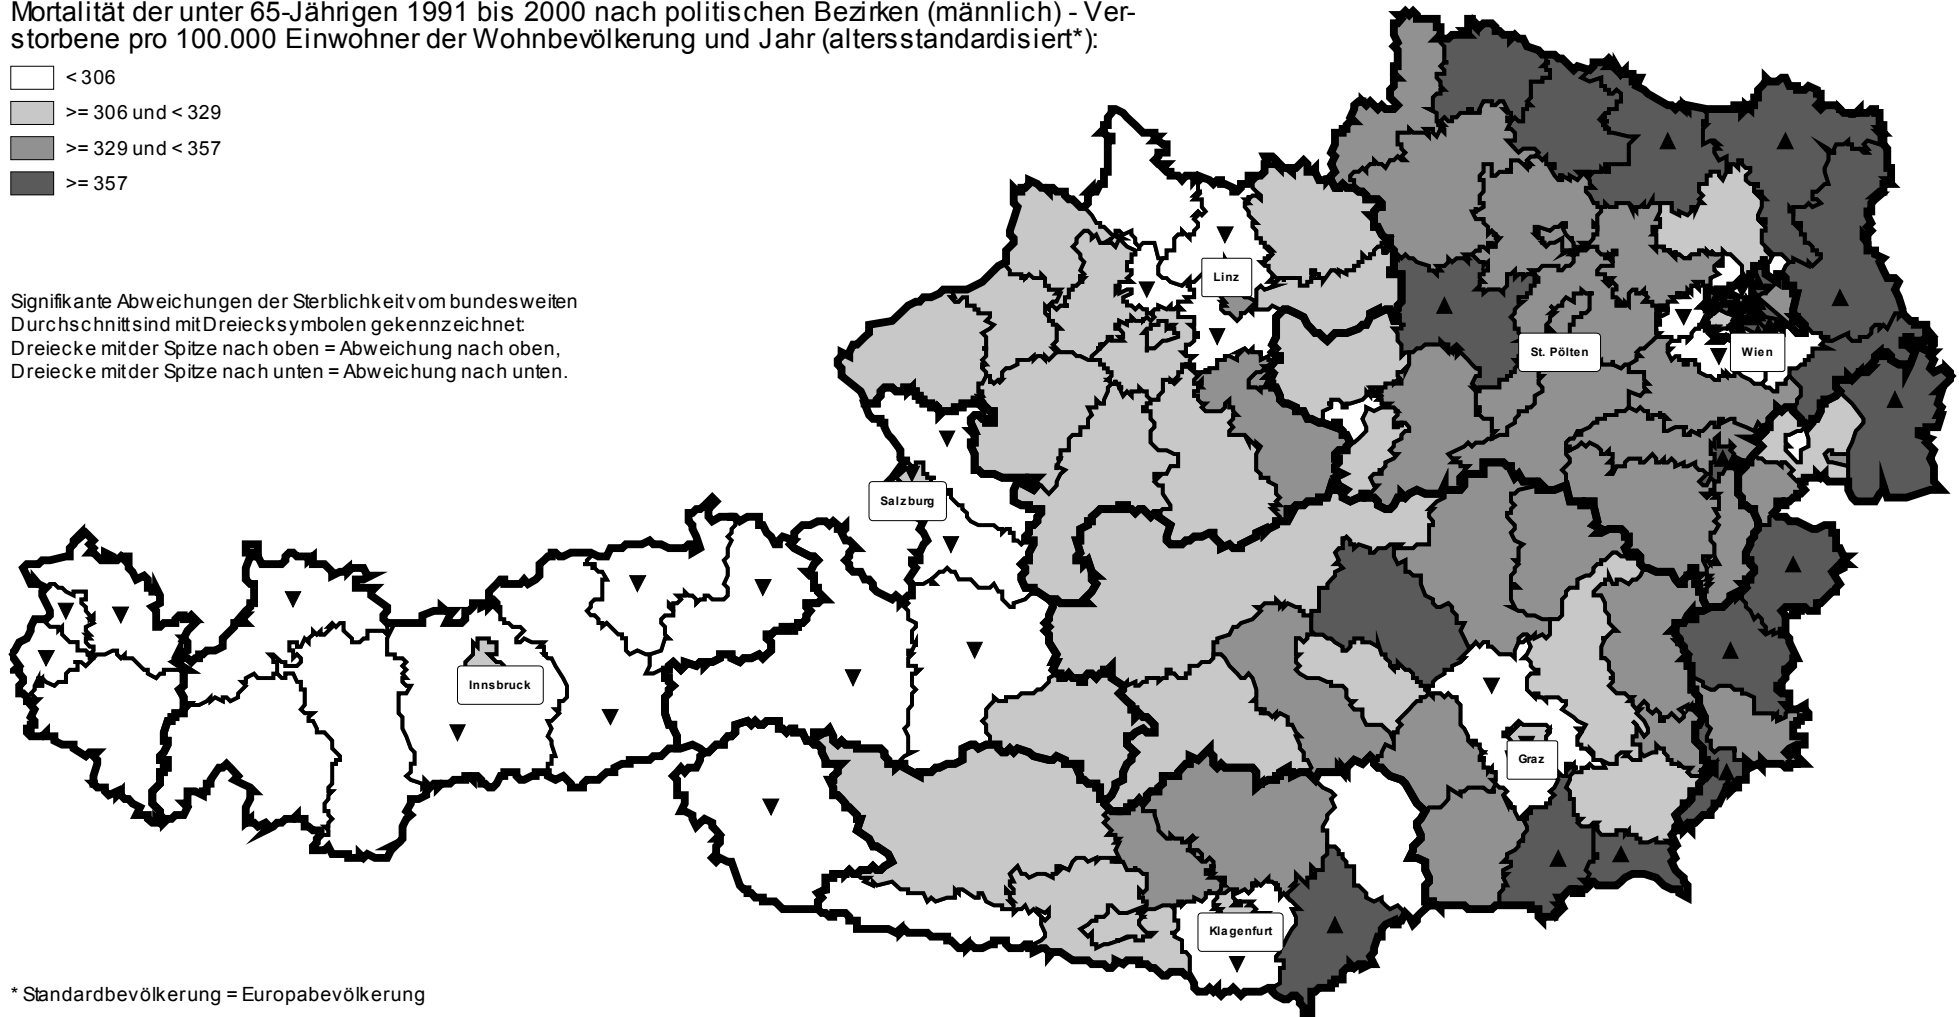 Mortalität der unter 65-Jährigen 1991 bis 2000 nach politischen Bezirken (männlich) - Ver-
storbene pro 100.000 Einwohner der Wohnbevölkerung und Jahr (altersstandardisiert*):
< 306
>= 306 und < 329
>= 329 und < 357
>= 357
Signifikante Abweichungen der Sterblichkeit vom bundesweiten
Durchschnitt sind mit Dreiecksymbolen gekennzeichnet:
Dreiecke mit der Spitze nach oben = Abweichung nach oben,
Dreiecke mit der Spitze nach unten = Abweichung nach unten.
Linz
St. Pölten
Wien
Salzburg
Innsbruck
Graz
Klagenfurt
* Standardbevölkerung = Europabevölkerung